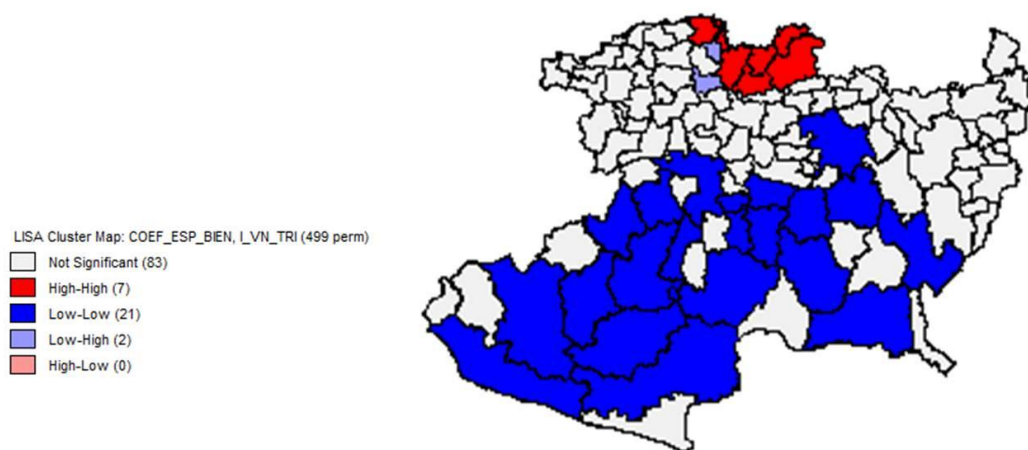 LISA Cluster Map: COEF_ESP_BIEN, I_VN_TRI (499 perm)
Not Significant (83)
High-High (7)
Low-Low (21)
Low-High (2)
High-Low (0)